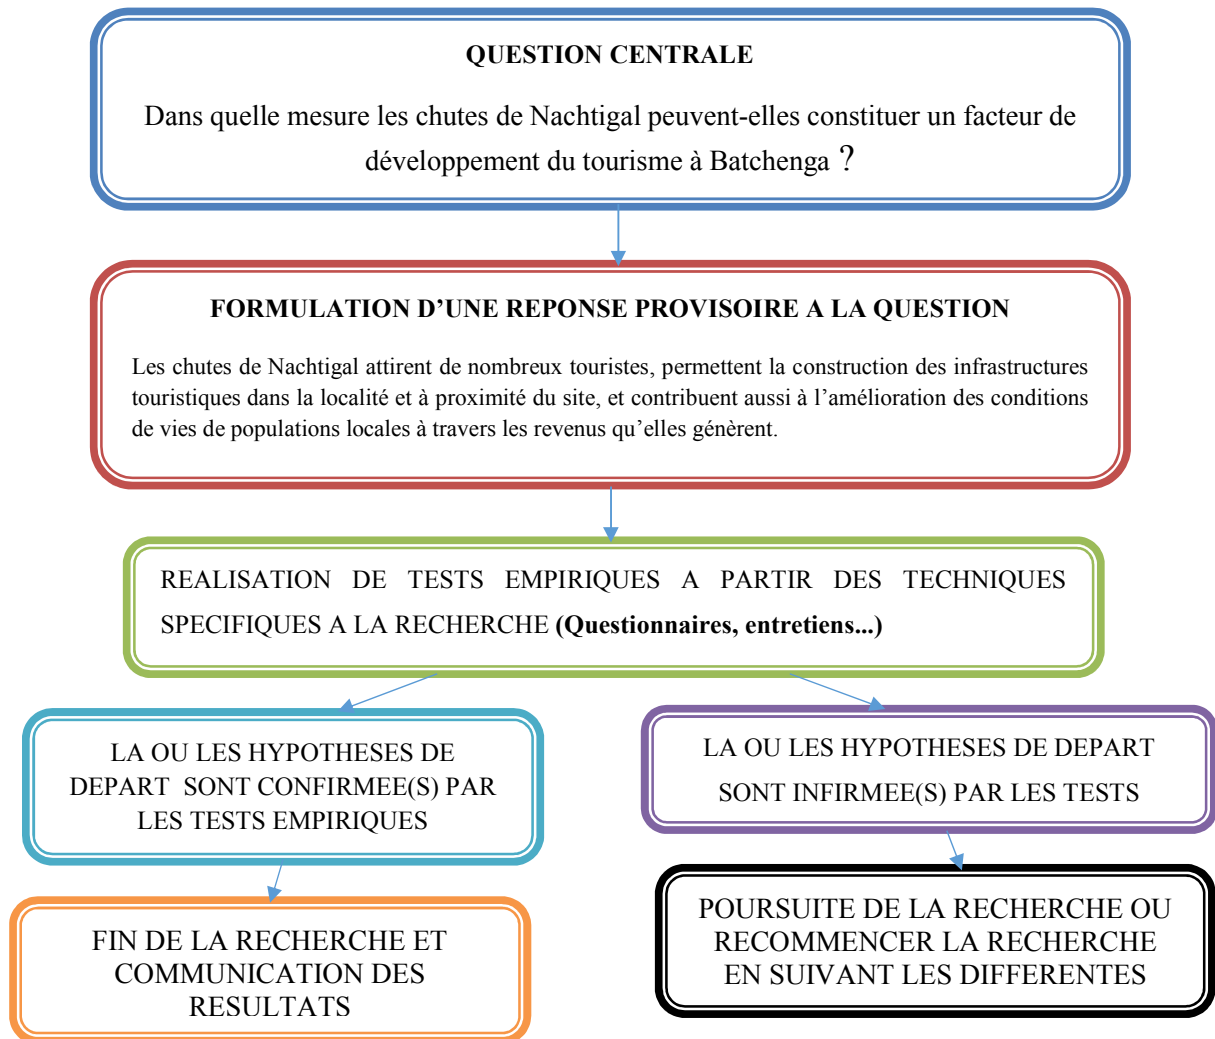 QUESTION CENTRALE
Dans quelle mesure les chutes de Nachtigal peuvent-elles constituer un facteur de
développement du tourisme à Batchenga ?
FORMULATION D’UNE REPONSE PROVISOIRE A LA QUESTION
Les chutes de Nachtigal attirent de nombreux touristes, permettent la construction des infrastructures
touristiques dans la localité et à proximité du site, et contribuent aussi à l’amélioration des conditions
de vies de populations locales à travers les revenus qu’elles génèrent.
REALISATION DE TESTS EMPIRIQUES A PARTIR DES TECHNIQUES
SPECIFIQUES A LA RECHERCHE (Questionnaires, entretiens...)
LA OU LES HYPOTHESES DE
DEPART SONT CONFIRMEE(S) PAR
LES TESTS EMPIRIQUES
LA OU LES HYPOTHESES DE DEPART
SONT INFIRMEE(S) PAR LES TESTS
FIN DE LA RECHERCHE ET
COMMUNICATION DES
RESULTATS
POURSUITE DE LA RECHERCHE OU
RECOMMENCER LA RECHERCHE
EN SUIVANT LES DIFFERENTES